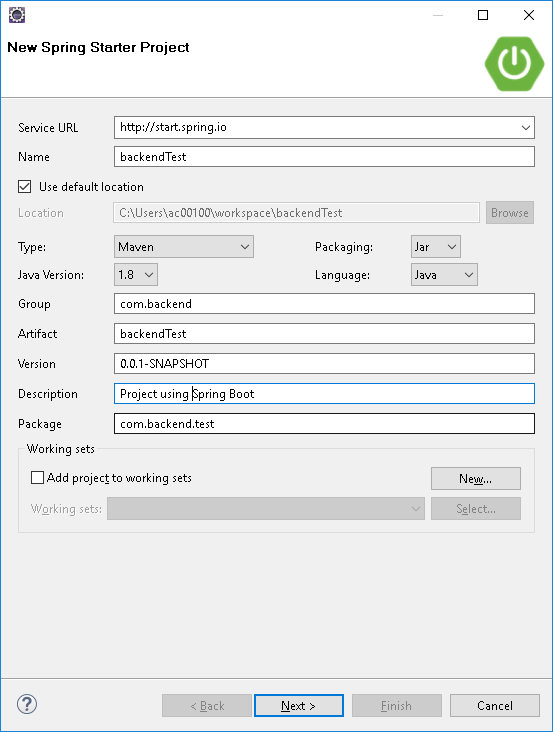 New Spring Starter Project
Service URL http://start.spring.io
Name backendTest
Use default location
Location C:\Users\ac00100\workspace\backendTest Browse
Type: Maven Packaging: Jar
Java Version: 1.8 Language: Java
Group com.backend
Artifact backendTest
Version 0.0.1-SNAPSHOT
Description Project using Spring Boot
Package com.backend.test
Working sets
Add project to working sets New...
Working sets: Select...
? < Back Next > Finish Cancel